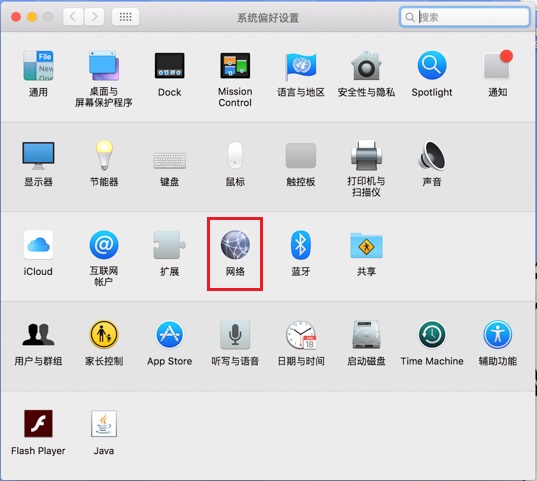 系统偏好设置
搜索
File
New
Open
通用
桌面与
屏幕保护程序
Dock
Mission
Control
语言与地区
安全性与隐私
Spotlight
通知
显示器
节能器
键盘
鼠标
触控板
打印机与
扫描仪
声音
iCloud
互联网
帐户
扩展
网络
蓝牙
共享
用户与群组
家长控制
App Store
听写与语音
18
日期与时间
启动磁盘
Time Machine
辅助功能
Flash Player
Java